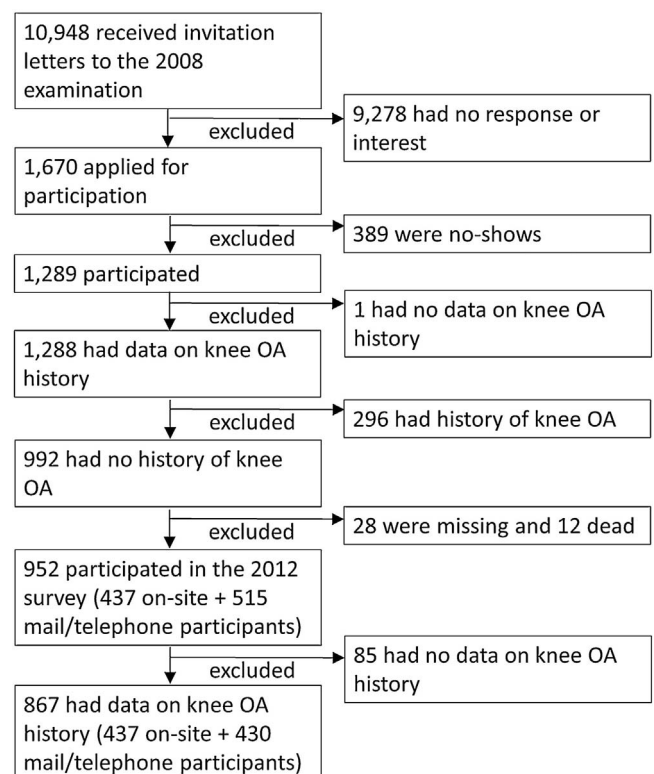 10,948 received invitation
letters to the 2008
examination
excluded
9,278 had no response or
interest
1,670 applied for
participation
excluded
389 were no-shows
1,289 participated
excluded
1 had no data on knee OA
history
1,288 had data on knee OA
history
excluded
296 had history of knee OA
992 had no history of knee
OA
excluded
28 were missing and 12 dead
952 participated in the 2012
survey (437 on-site + 515
mail/telephone participants)
excluded
85 had no data on knee OA
history
867 had data on knee OA
history (437 on-site + 430
mail/telephone participants)